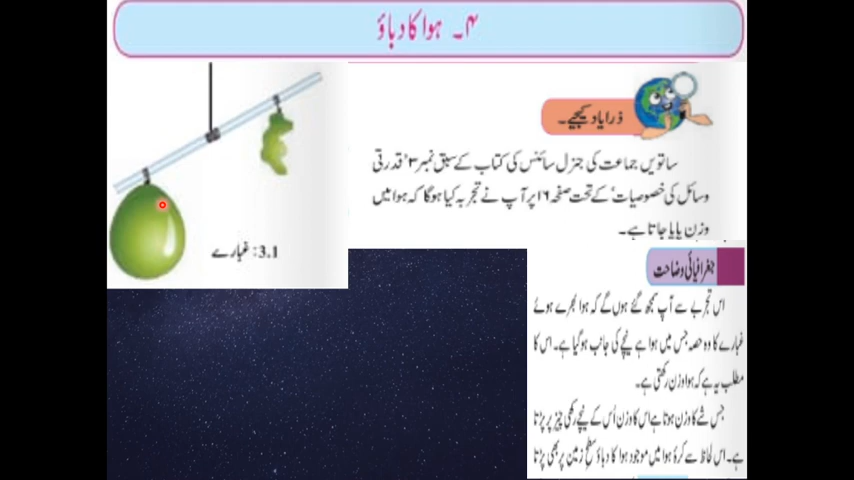 ۴۔ ہوا کا دباؤ
ذرا یاد کیجیے۔
ساتویں جماعت کی جنرل سائنس کی کتاب کے سبق نمبر ۳ 'قدرتی
وسائل کی خصوصیات' کے تحت صفحہ ۱۶ پر آپ نے تجربہ کیا ہوگا کہ ہوا میں
وزن پایا جاتا ہے۔
3.1: غبارے
جغرافیائی وضاحت
اس تجربے سے آپ سمجھ گئے ہوں گے کہ ہوا بھرے ہوئے
غبارے کا وہ حصہ جس میں ہوا ہے نیچے کی جانب ہوگیا ہے۔ اس کا
مطلب یہ ہے کہ ہوا وزن رکھتی ہے۔
جس شے کا وزن ہوتا ہے اس کا وزن اُس کے نیچے رکھی چیز پر پڑتا
ہے۔ اس لحاظ سے کرۂ ہوا میں موجود ہوا کا دباؤ سطح زمین پر بھی پڑتا